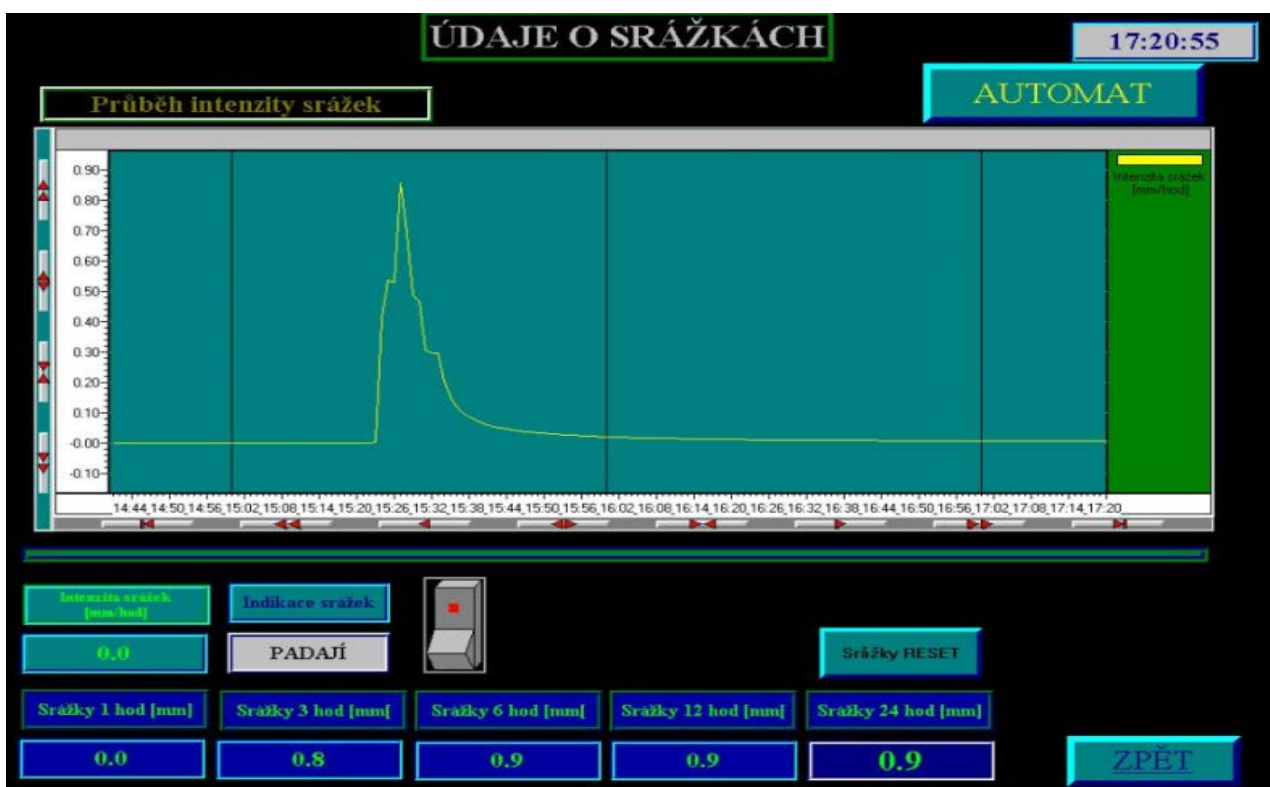 ÚDAJE O SRÁŽKÁCH
17:20:55
AUTOMAT
Průběh intenzity srážek
Intenzita srážek
[mm/hod]
0.90
0.80
0.70
0.60
0.50
0.40
0.30
0.20
0.10
-0.00
-0.10
14:44 14:50 14:56 15:02 15:08 15:14 15:20 15:26 15:32 15:38 15:44 15:50 15:56 16:02 16:08 16:14 16:20 16:26 16:32 16:38 16:44 16:50 16:56 17:02 17:08 17:14 17:20
Intenzita srážek
[mm/hod]
Indikace srážek
0.0
PADAJÍ
Srážky RESET
Srážky 1 hod [mm]
Srážky 3 hod [mm[
Srážky 6 hod [mm[
Srážky 12 hod [mm[
Srážky 24 hod [mm]
0.0
0.8
0.9
0.9
0.9
ZPĚT